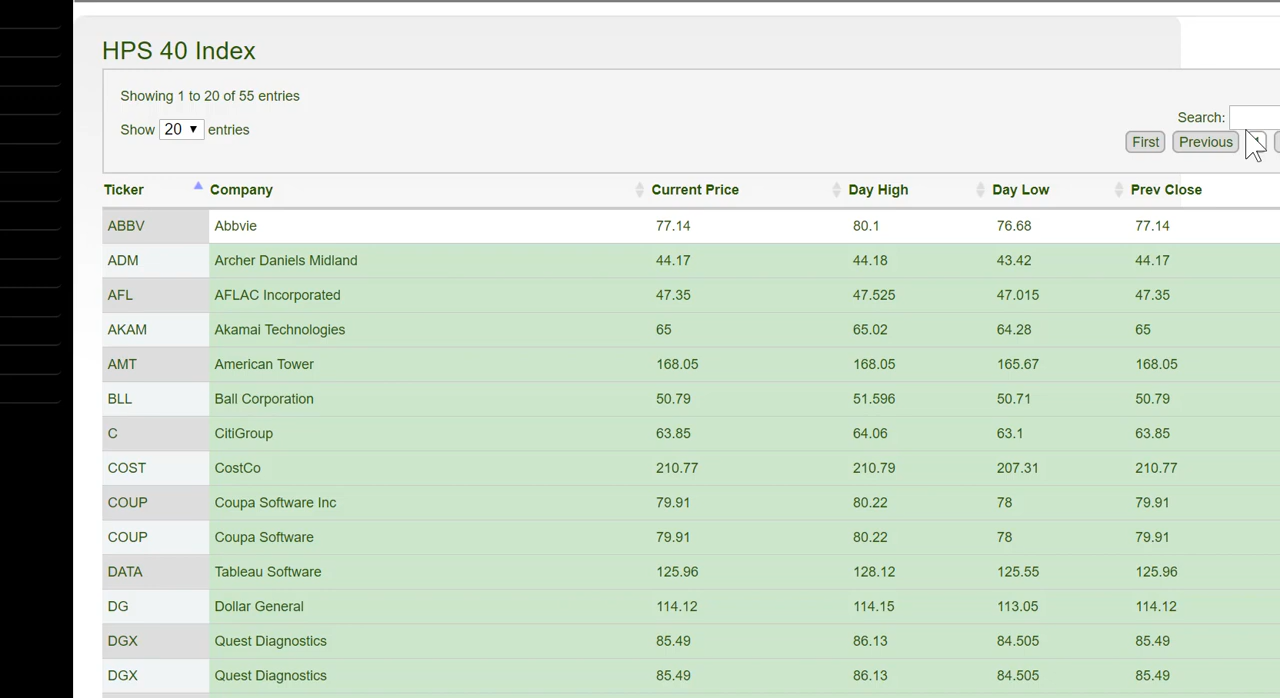 HPS 40 Index
Showing 1 to 20 of 55 entries
Show 20 entries
Search:
First Previous
Ticker Company Current Price Day High Day Low Prev Close
ABBV Abbvie 77.14 80.1 76.68 77.14
ADM Archer Daniels Midland 44.17 44.18 43.42 44.17
AFL AFLAC Incorporated 47.35 47.525 47.015 47.35
AKAM Akamai Technologies 65 65.02 64.28 65
AMT American Tower 168.05 168.05 165.67 168.05
BLL Ball Corporation 50.79 51.596 50.71 50.79
C CitiGroup 63.85 64.06 63.1 63.85
COST CostCo 210.77 210.79 207.31 210.77
COUP Coupa Software Inc 79.91 80.22 78 79.91
COUP Coupa Software 79.91 80.22 78 79.91
DATA Tableau Software 125.96 128.12 125.55 125.96
DG Dollar General 114.12 114.15 113.05 114.12
DGX Quest Diagnostics 85.49 86.13 84.505 85.49
DGX Quest Diagnostics 85.49 86.13 84.505 85.49